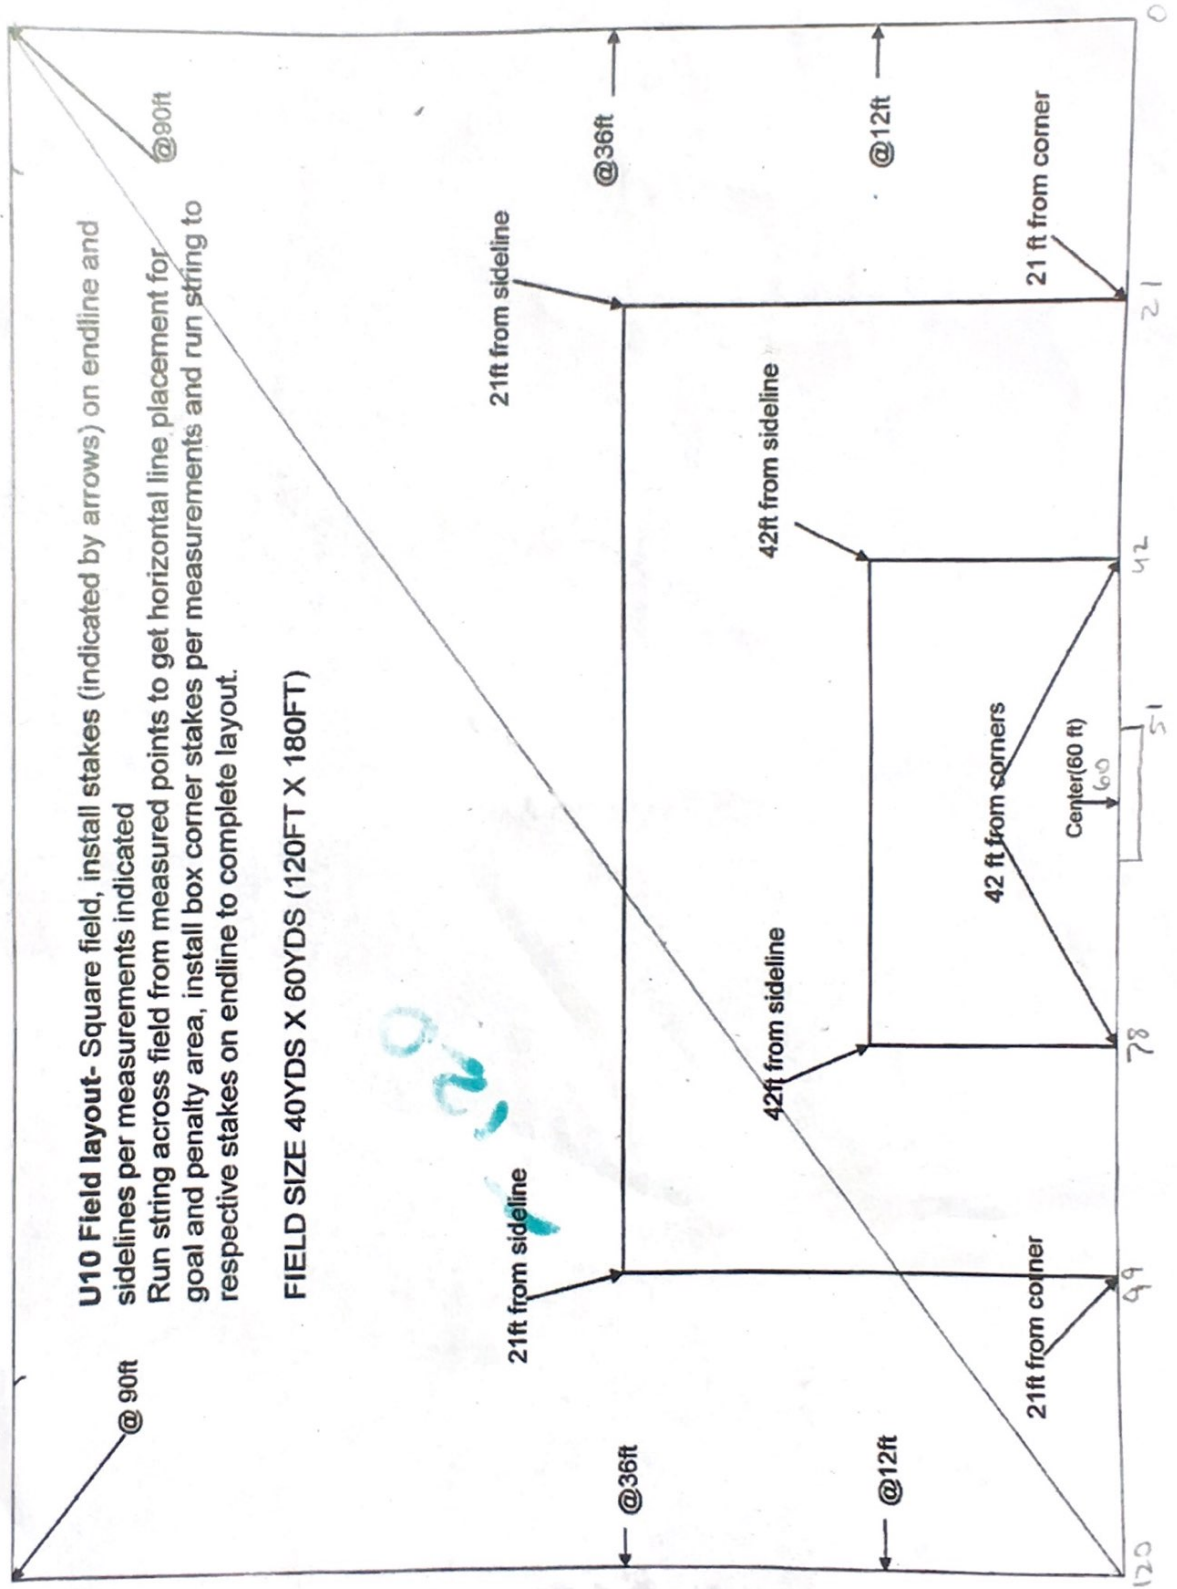 U10 Field layout- Square field, install stakes (indicated by arrows) on endline and
sidelines per measurements indicated
Run string across field from measured points to get horizontal line placement for
goal and penalty area, install box corner stakes per measurements and run string to
respective stakes on endline to complete layout.
FIELD SIZE 40YDS X 60YDS (120FT X 180FT)
@ 90ft
@90ft
21ft from sideline
21ft from sideline
@36ft
@36ft
42ft from sideline
42ft from sideline
@12ft
@12ft
42 ft from corners
Center(60 ft)
60
21ft from corner
21 ft from corner
120
99
78
51
42
21
0